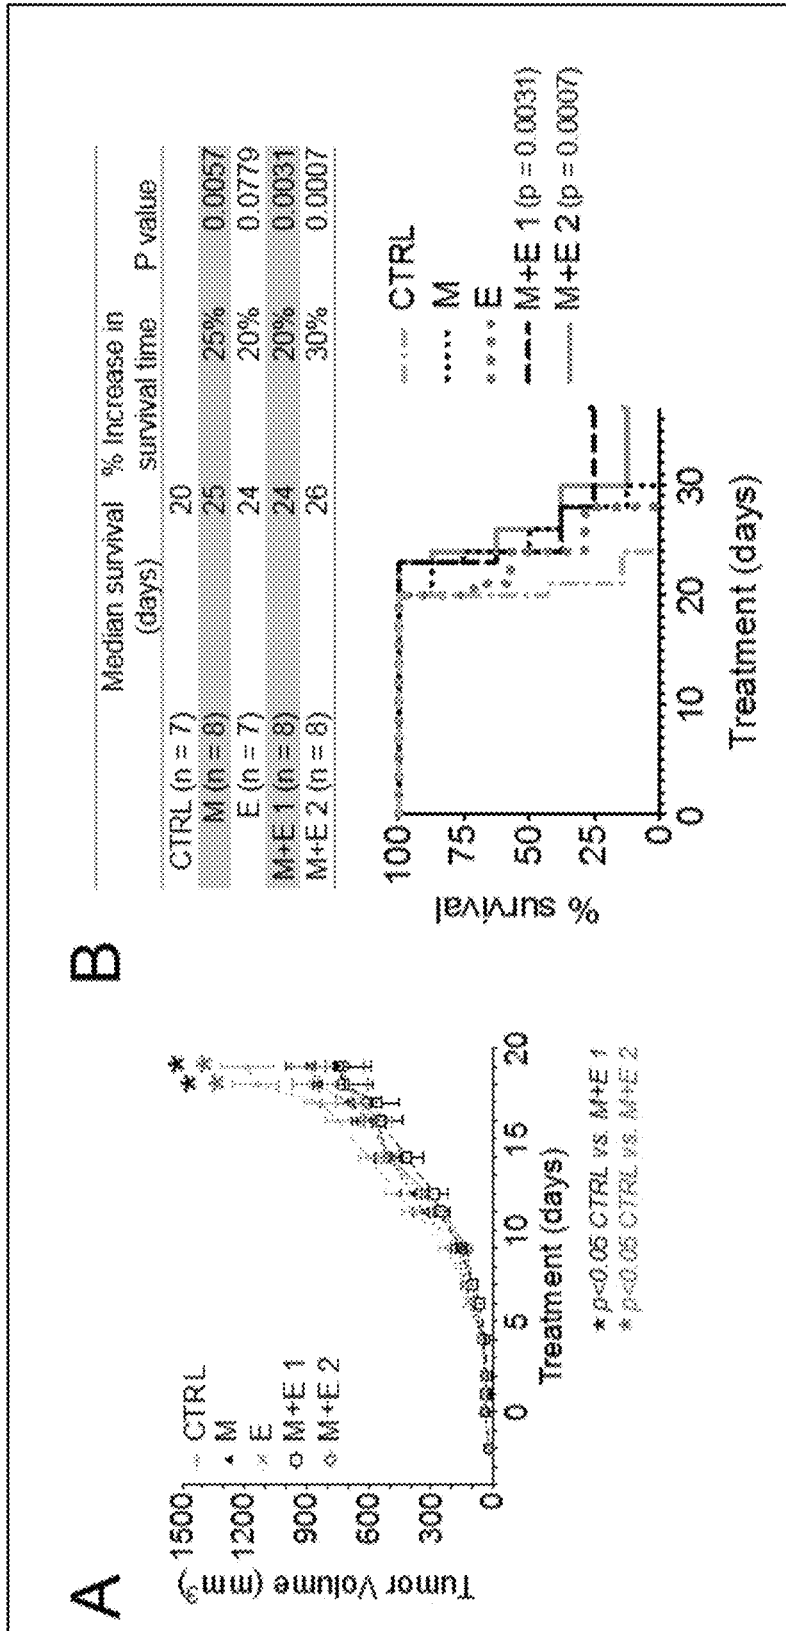 A
Tumor Volume (mm³)
1500
1200
900
600
300
0
CTRL
M
E
M+E 1
M+E 2
0
5
10
15
20
Treatment (days)
* p<0.05 CTRL vs. M+E 1
* p<0.05 CTRL vs. M+E 2
B
Median survival % Increase in
(days) survival time P value
CTRL (n = 7) 20
M (n = 8) 25 25% 0.0057
E (n = 7) 24 20% 0.0779
M+E 1 (n = 8) 24 20% 0.0031
M+E 2 (n = 8) 26 30% 0.0007
% survival
100
75
50
25
0
0
10
20
30
Treatment (days)
CTRL
M
E
M+E 1 (p = 0.0031)
M+E 2 (p = 0.0007)